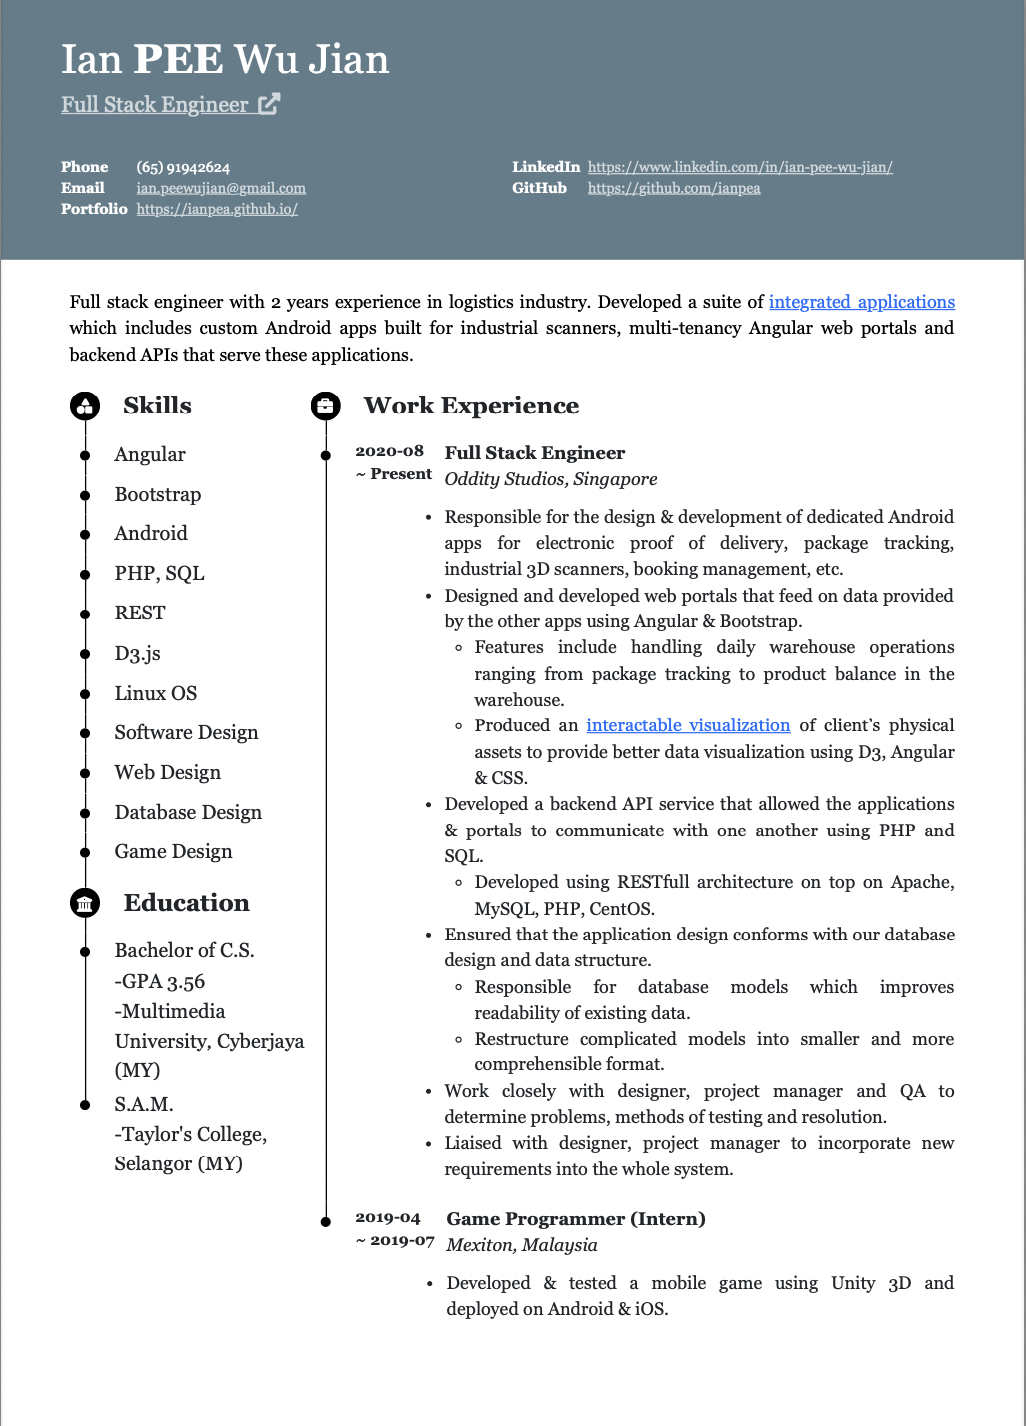 Ian PEE Wu Jian
Full Stack Engineer
Phone (65) 91942624
Email ian.peewujian@gmail.com
Portfolio https://ianpea.github.io/
LinkedIn https://www.linkedin.com/in/ian-pee-wu-jian/
GitHub https://github.com/ianpea
Full stack engineer with 2 years experience in logistics industry. Developed a suite of integrated applications
which includes custom Android apps built for industrial scanners, multi-tenancy Angular web portals and
backend APIs that serve these applications.
Skills
Angular
Bootstrap
Android
PHP, SQL
REST
D3.js
Linux OS
Software Design
Web Design
Database Design
Game Design
Education
Bachelor of C.S.
-GPA 3.56
-Multimedia
University, Cyberjaya
(MY)
S.A.M.
-Taylor's College,
Selangor (MY)
Work Experience
2020-08
~ Present
Full Stack Engineer
Oddity Studios, Singapore
• Responsible for the design & development of dedicated Android
apps for electronic proof of delivery, package tracking,
industrial 3D scanners, booking management, etc.
• Designed and developed web portals that feed on data provided
by the other apps using Angular & Bootstrap.
◦ Features include handling daily warehouse operations
ranging from package tracking to product balance in the
warehouse.
◦ Produced an interactable visualization of client’s physical
assets to provide better data visualization using D3, Angular
& CSS.
• Developed a backend API service that allowed the applications
& portals to communicate with one another using PHP and
SQL.
◦ Developed using RESTfull architecture on top on Apache,
MySQL, PHP, CentOS.
• Ensured that the application design conforms with our database
design and data structure.
◦ Responsible for database models which improves
readability of existing data.
◦ Restructure complicated models into smaller and more
comprehensible format.
• Work closely with designer, project manager and QA to
determine problems, methods of testing and resolution.
• Liaised with designer, project manager to incorporate new
requirements into the whole system.
2019-04
~ 2019-07
Game Programmer (Intern)
Mexiton, Malaysia
• Developed & tested a mobile game using Unity 3D and
deployed on Android & iOS.